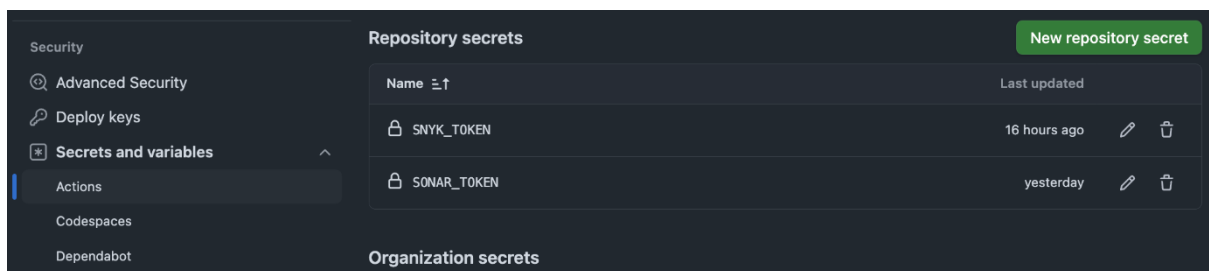 Security
Advanced Security
Deploy keys
Secrets and variables
Actions
Codespaces
Dependabot
Repository secrets
New repository secret
Name
Last updated
SNYK_TOKEN
16 hours ago
SONAR_TOKEN
yesterday
Organization secrets